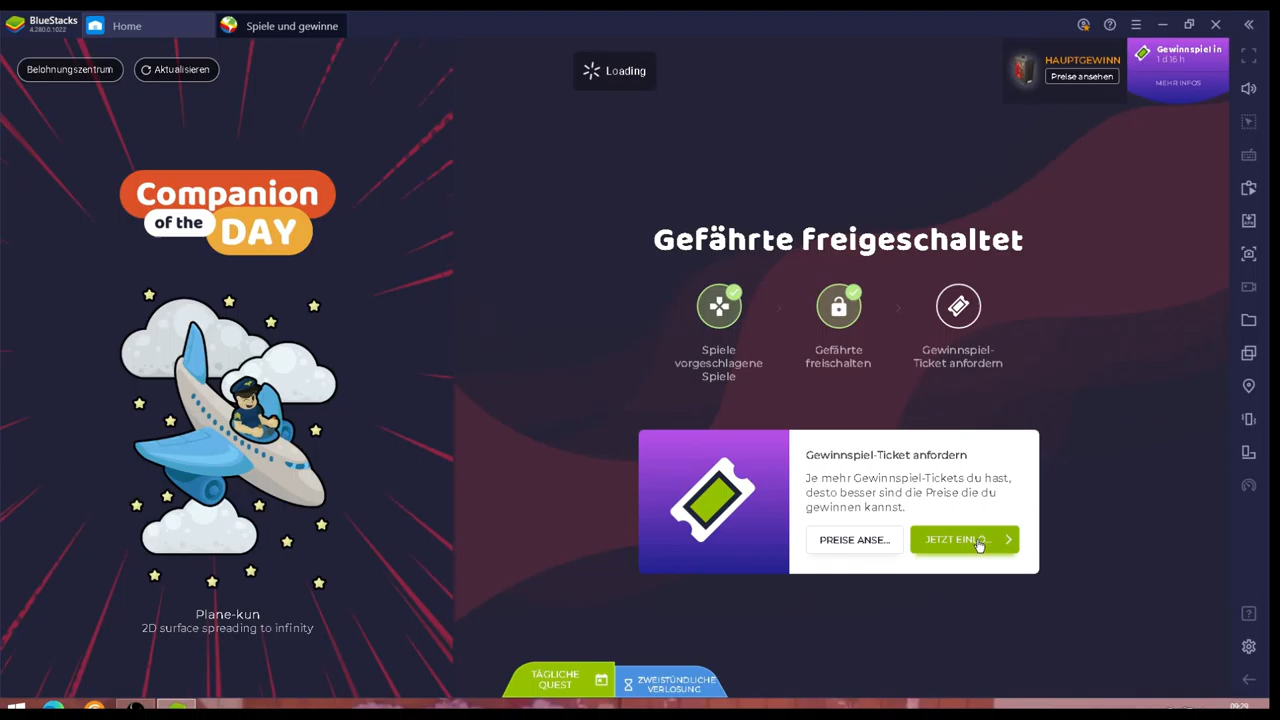 BlueStacks
4.280.0.1022
Home
Spiele und gewinne
Belohnungszentrum
Aktualisieren
Loading
HAUPTGEWINN
Preise ansehen
Gewinnspiel in
1 d 16 h
MEHR INFOS
Companion
of the
DAY
Gefährte freigeschaltet
Spiele
vorgeschlagene
Spiele
Gefährte
freischalten
Gewinnspiel-
Ticket anfordern
Gewinnspiel-Ticket anfordern
Je mehr Gewinnspiel-Tickets du hast,
desto besser sind die Preise die du
gewinnen kannst.
PREISE ANSE...
JETZT EINLÖ...
Plane-kun
2D surface spreading to infinity
TÄGLICHE
QUEST
ZWEISTÜNDLICHE
VERLOSUNG
09:29